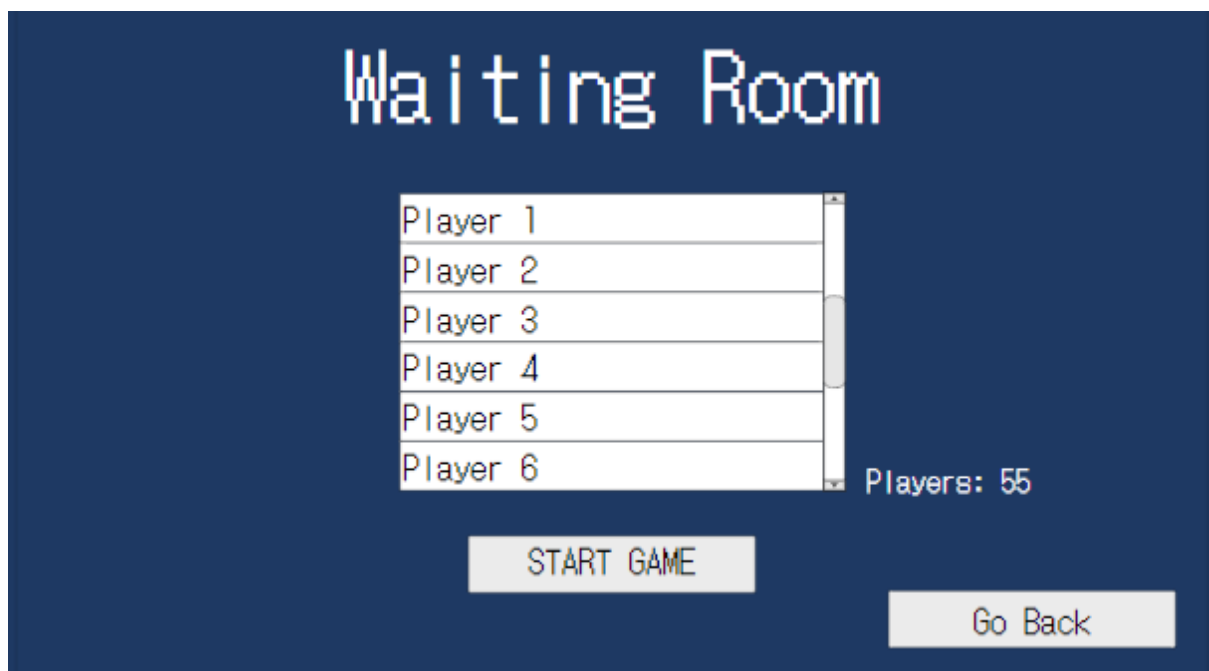 Waiting Room
Player 1
Player 2
Player 3
Player 4
Player 5
Player 6
Players: 55
START GAME
Go Back